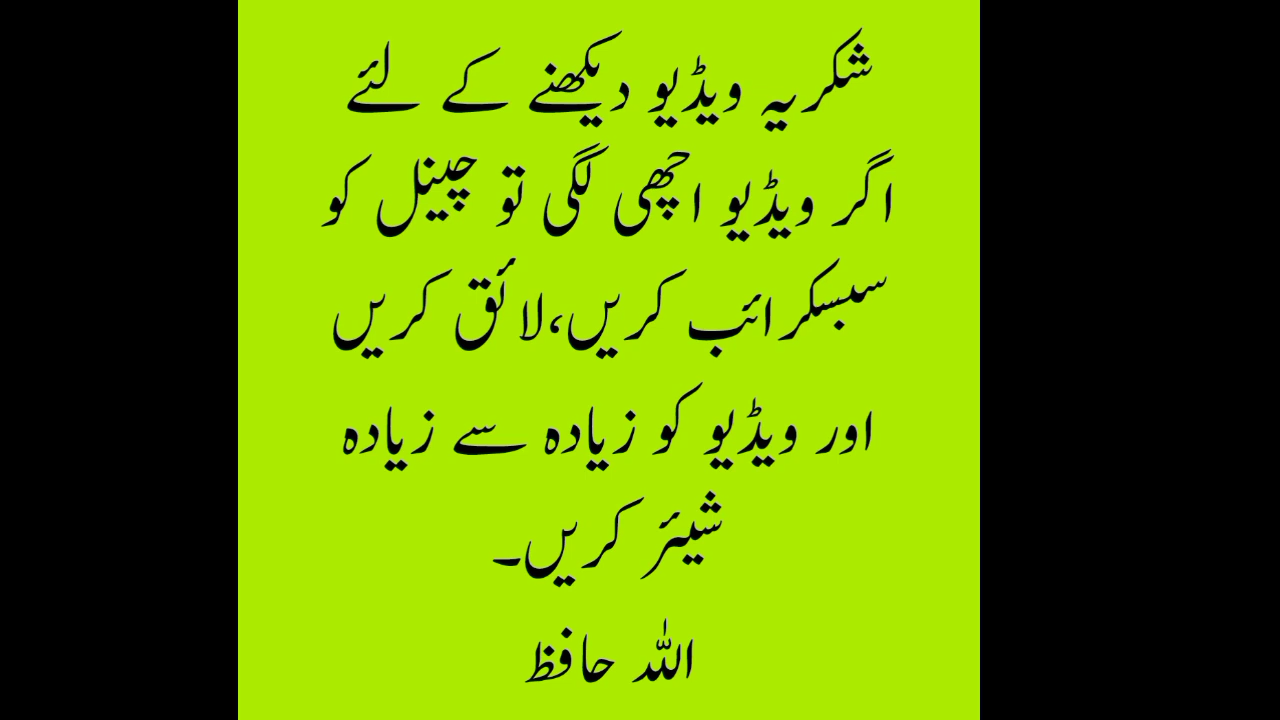 شکریہ ویڈیو دیکھنے کے لئے
اگر ویڈیو اچھی لگی تو چینل کو
سبسکرائب کریں،لائق کریں
اور ویڈیو کو زیادہ سے زیادہ
شیئر کریں۔
اللہ حافظ